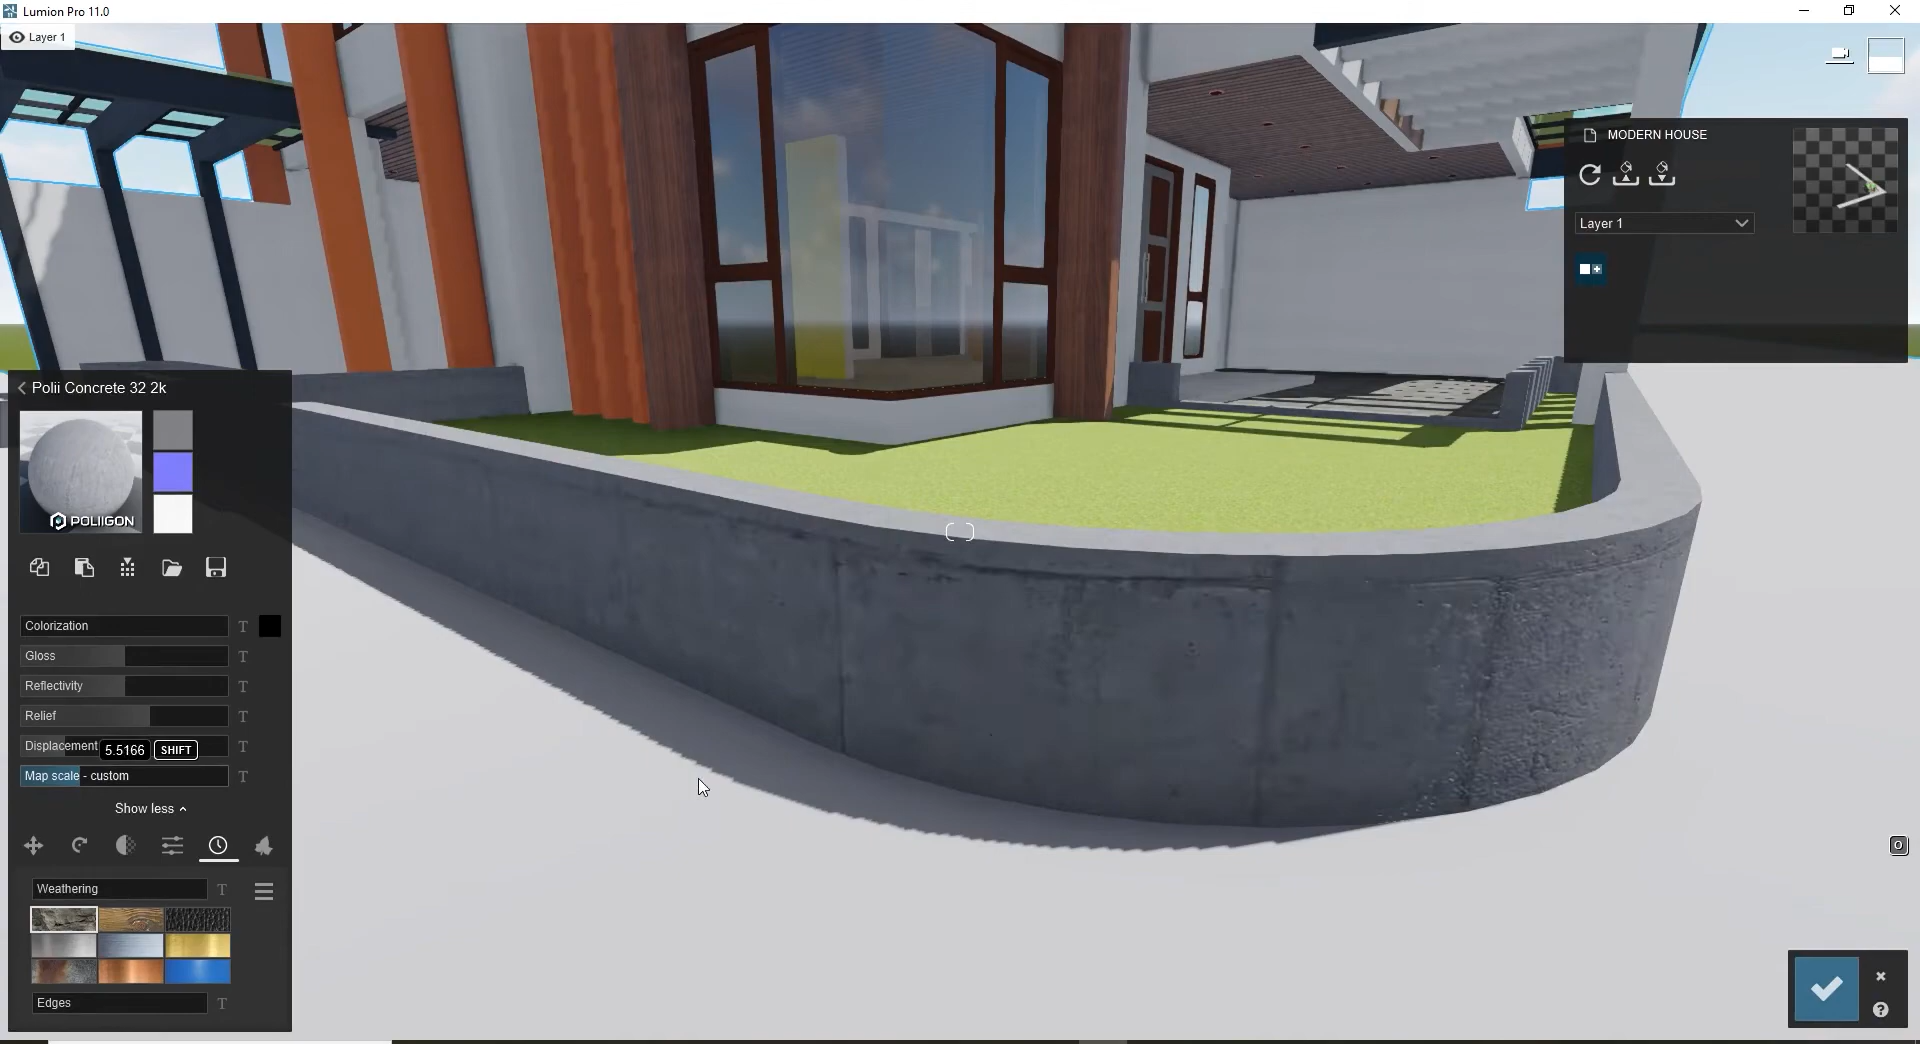 Lumion Pro 11.0
Layer 1
MODERN HOUSE
Layer 1
Polii Concrete 32 2k
POLIIGON
Colorization T
Gloss T
Reflectivity T
Relief T
Displacement 5.5166 SHIFT T
Map scale - custom T
Show less
O
Weathering T
Edges T